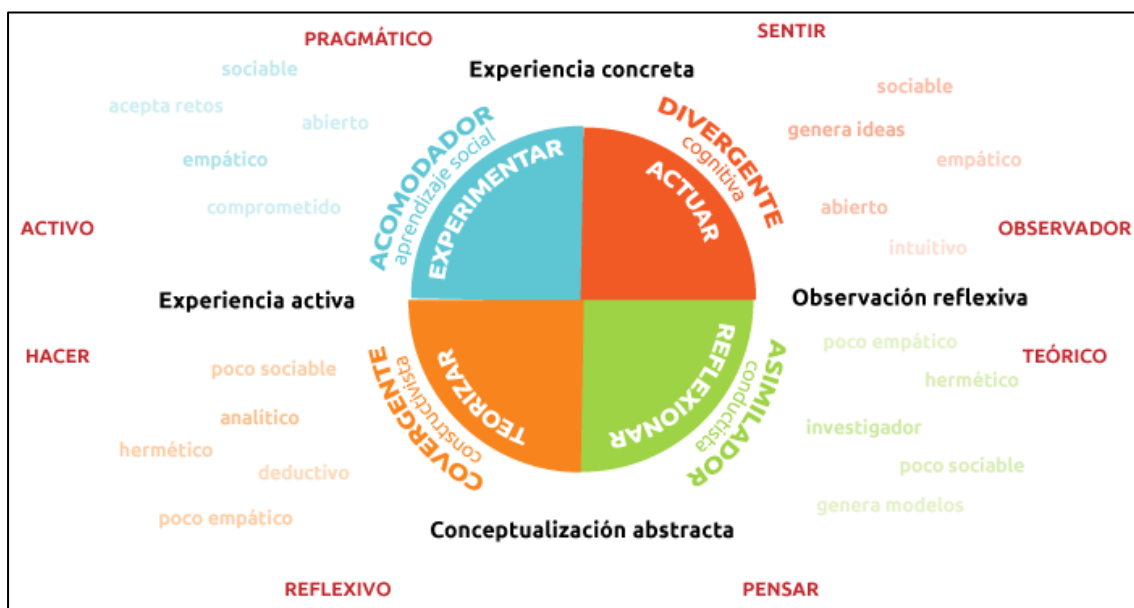 PRAGMÁTICO
SENTIR
sociable
Experiencia concreta
sociable
acepta retos
abierto
genera ideas
empático
empático
comprometido
abierto
intuitivo
ACOMODADOR
aprendizaje social
EXPERIMENTAR
DIVERGENTE
cognitiva
ACTUAR
ACTIVO
OBSERVADOR
Experiencia activa
Observación reflexiva
HACER
TEÓRICO
poco sociable
analítico
hermético
deductivo
poco empático
COVERGENTE
constructivista
TEORIZAR
REFLEXIONAR
ASIMILADOR
conductista
poco empático
hermético
investigador
poco sociable
genera modelos
Conceptualización abstracta
REFLEXIVO
PENSAR